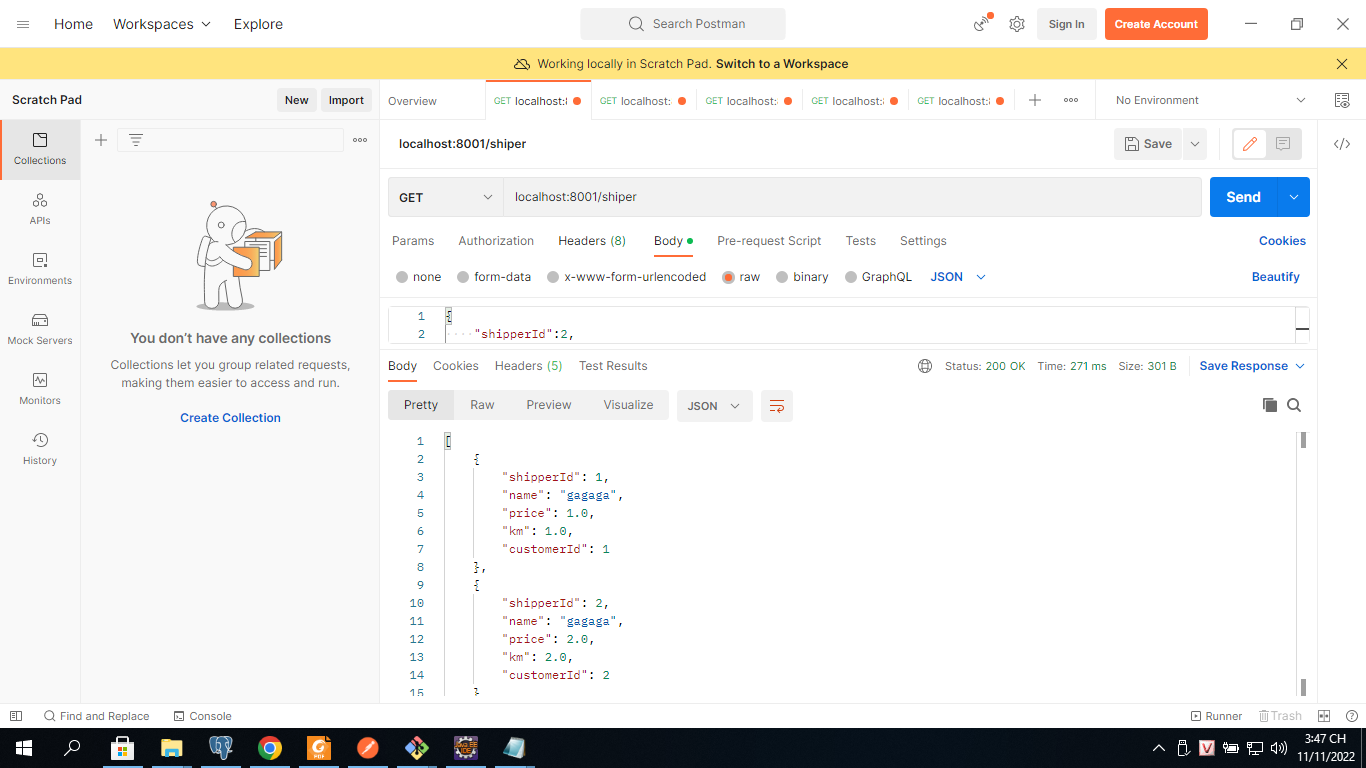 Home Workspaces Explore Search Postman Sign In Create Account
Working locally in Scratch Pad. Switch to a Workspace
Scratch Pad New Import Overview GET localhost:8 GET localhost: GET localhost: GET localhost: GET localhost: No Environment
Collections
APIs
Environments
Mock Servers
Monitors
History
You don't have any collections
Collections let you group related requests,
making them easier to access and run.
Create Collection
localhost:8001/shiper Save
GET localhost:8001/shiper Send
Params Authorization Headers (8) Body Pre-request Script Tests Settings Cookies
none form-data x-www-form-urlencoded raw binary GraphQL JSON Beautify
1 {
2 "shipperId":2,
Body Cookies Headers (5) Test Results Status: 200 OK Time: 271 ms Size: 301 B Save Response
Pretty Raw Preview Visualize JSON
1 [
2 {
3 "shipperId": 1,
4 "name": "gagaga",
5 "price": 1.0,
6 "km": 1.0,
7 "customerId": 1
8 },
9 {
10 "shipperId": 2,
11 "name": "gagaga",
12 "price": 2.0,
13 "km": 2.0,
14 "customerId": 2
15 }
Find and Replace Console Runner Trash
3:47 CH
11/11/2022